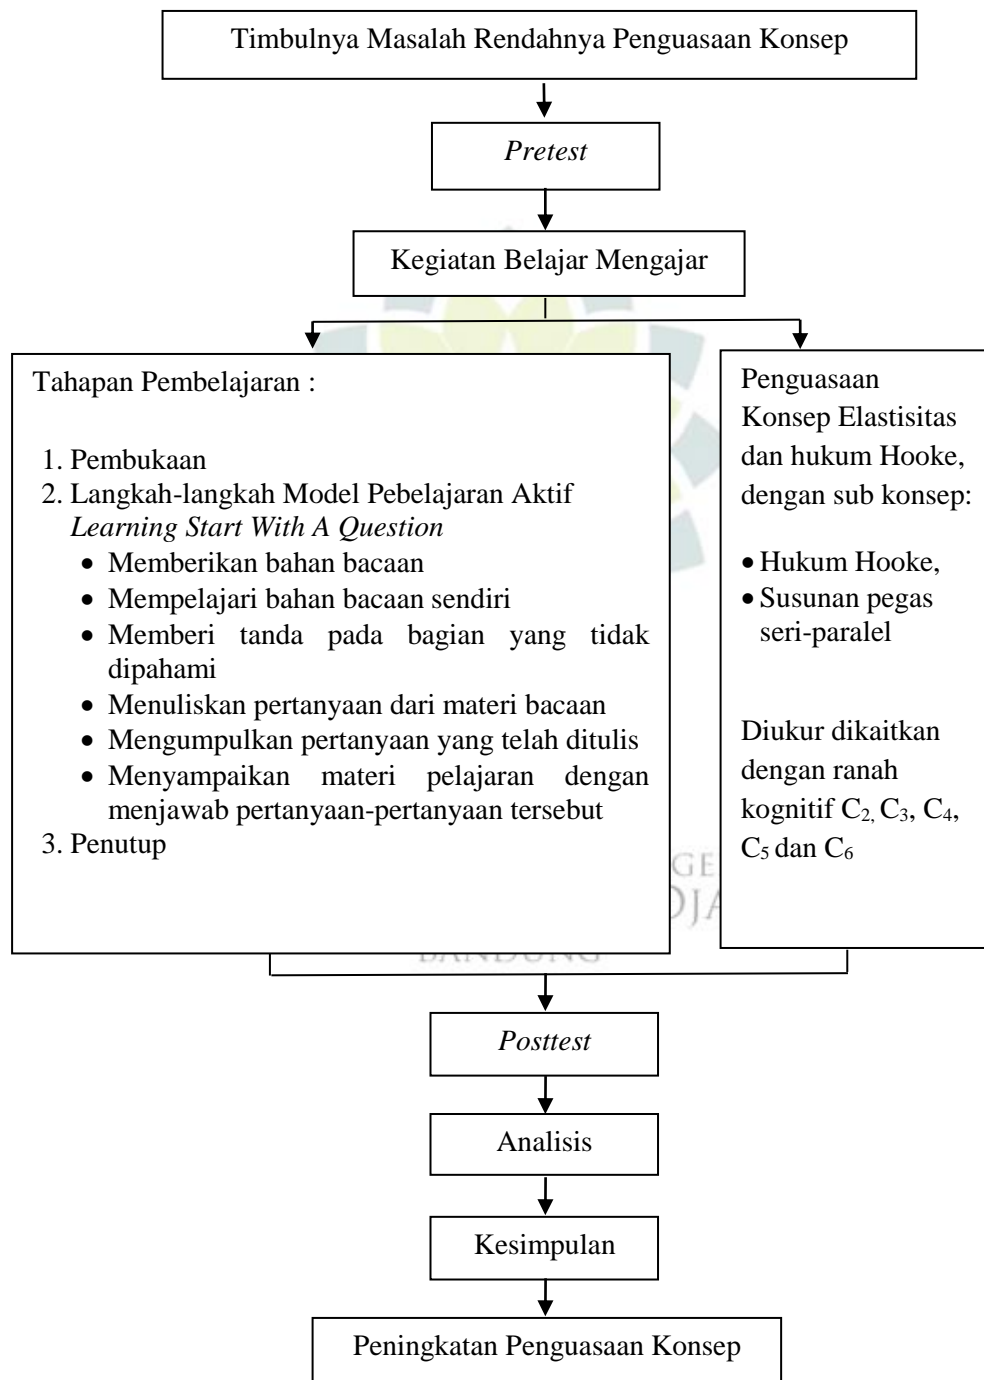 Timbulnya Masalah Rendahnya Penguasaan Konsep
Pretest
Kegiatan Belajar Mengajar
Tahapan Pembelajaran :
1. Pembukaan
2. Langkah-langkah Model Pebelajaran Aktif
Learning Start With A Question
• Memberikan bahan bacaan
• Mempelajari bahan bacaan sendiri
• Memberi tanda pada bagian yang tidak
dipahami
• Menuliskan pertanyaan dari materi bacaan
• Mengumpulkan pertanyaan yang telah ditulis
• Menyampaikan materi pelajaran dengan
menjawab pertanyaan-pertanyaan tersebut
3. Penutup
Penguasaan
Konsep Elastisitas
dan hukum Hooke,
dengan sub konsep:
• Hukum Hooke,
• Susunan pegas
seri-paralel
Diukur dikaitkan
dengan ranah
kognitif C₂, C₃, C₄,
C₅ dan C₆
BANDUNG
Posttest
Analisis
Kesimpulan
Peningkatan Penguasaan Konsep